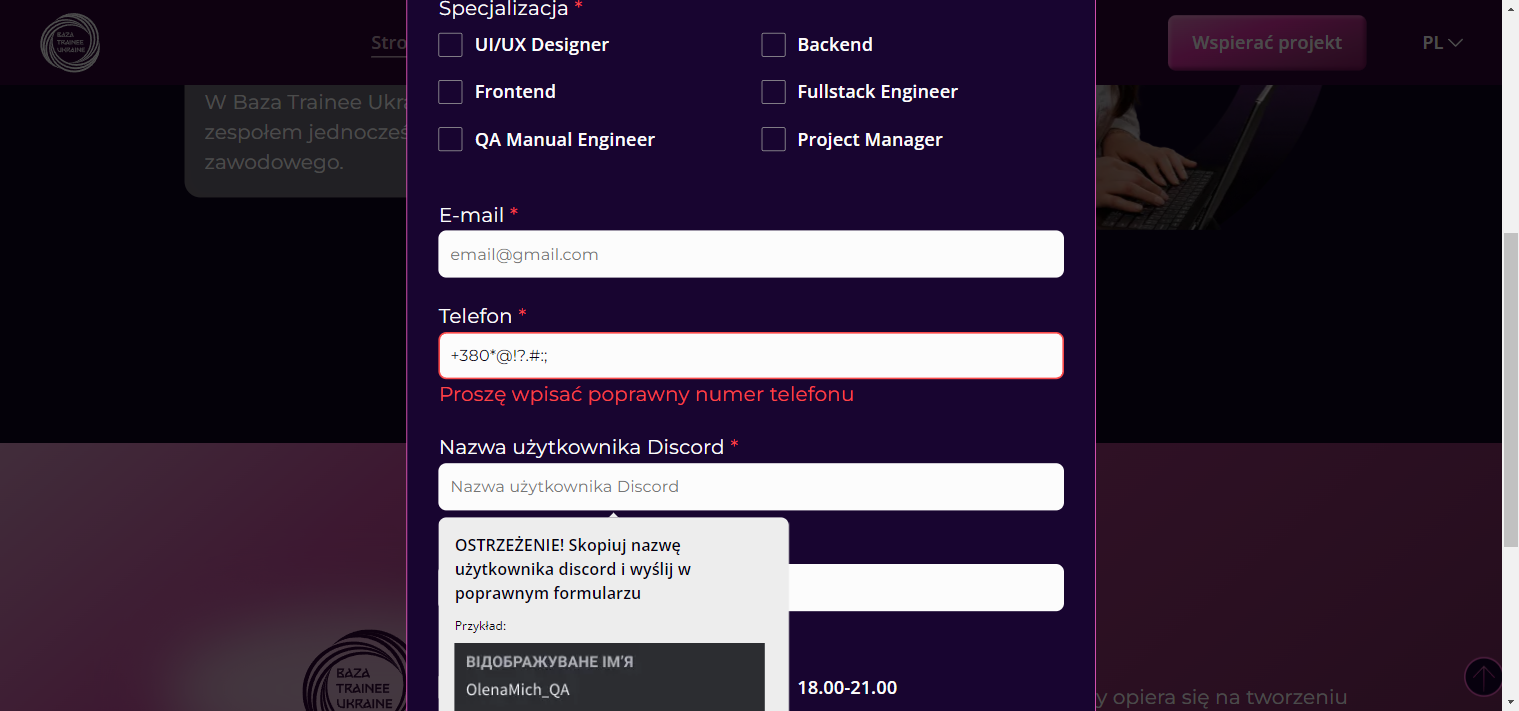 Specjalizacja *
BAZA
TRAINEE
UKRAINE
Stro
UI/UX Designer
Backend
Wspierać projekt
PL
Frontend
Fullstack Engineer
W Baza Trainee Ukra
zespołem jednocześ
QA Manual Engineer
Project Manager
zawodowego.
E-mail *
email@gmail.com
Telefon *
+380*@!?.#:;
Proszę wpisać poprawny numer telefonu
Nazwa użytkownika Discord *
Nazwa użytkownika Discord
OSTRZEŻENIE! Skopiuj nazwę
użytkownika discord i wyślij w
poprawnym formularzu
Przykład:
ВІДОБРАЖУВАНЕ ІМ'Я
OlenaMich_QA
18.00-21.00
BAZA
TRAINEE
UKRAINE
y opiera się na tworzeniu